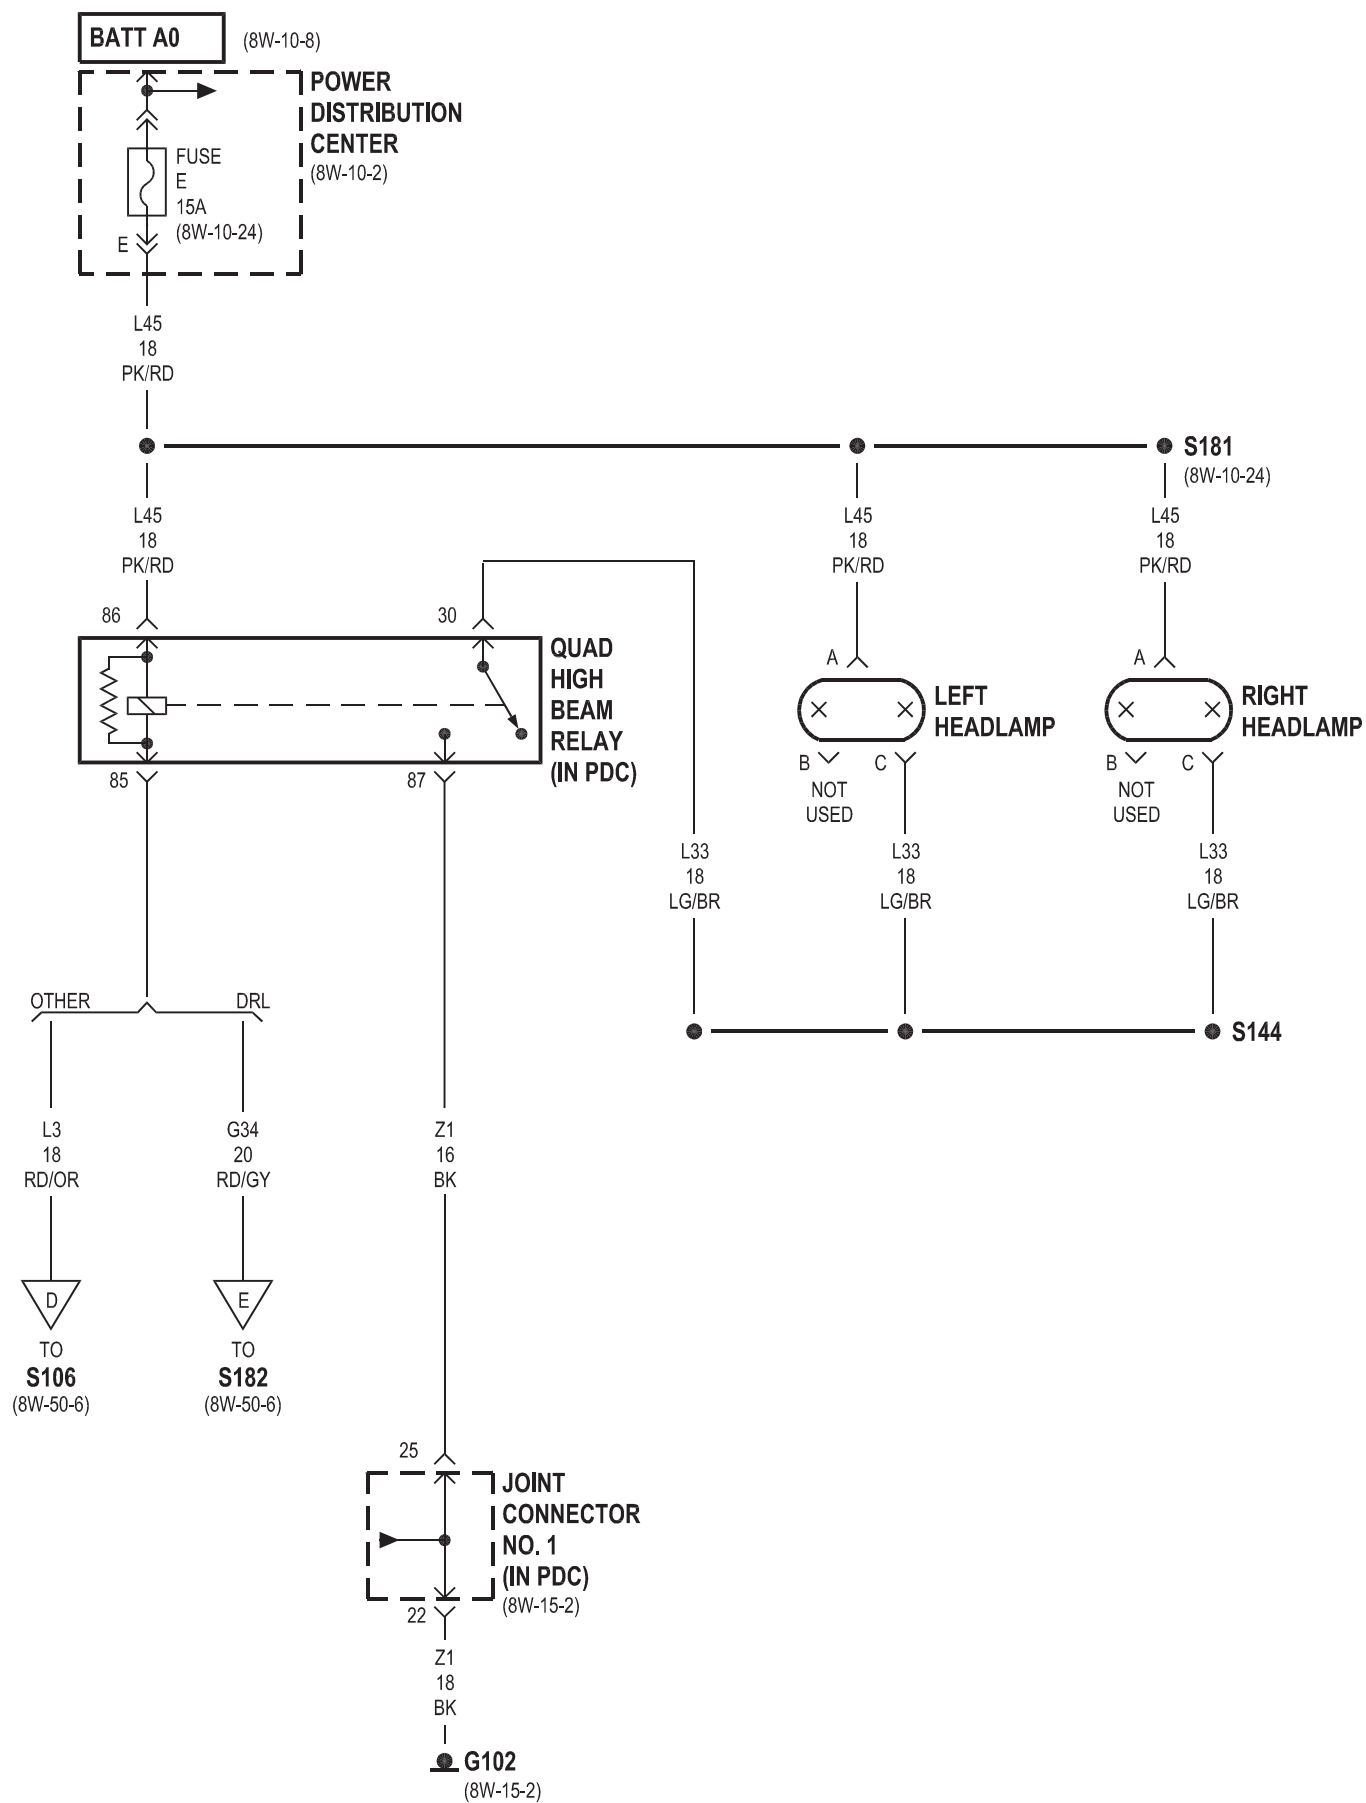 BATT A0
(8W-10-8)
POWER
DISTRIBUTION
CENTER
(8W-10-2)
FUSE
E
15A
(8W-10-24)
E
L45
18
PK/RD
S181
(8W-10-24)
L45
18
PK/RD
L45
18
PK/RD
L45
18
PK/RD
86
30
QUAD
HIGH
BEAM
RELAY
(IN PDC)
85
87
A
LEFT
HEADLAMP
B
NOT
USED
C
A
RIGHT
HEADLAMP
B
NOT
USED
C
L33
18
LG/BR
L33
18
LG/BR
L33
18
LG/BR
S144
OTHER
DRL
L3
18
RD/OR
G34
20
RD/GY
Z1
16
BK
D
TO
S106
(8W-50-6)
E
TO
S182
(8W-50-6)
25
JOINT
CONNECTOR
NO. 1
(IN PDC)
(8W-15-2)
22
Z1
18
BK
G102
(8W-15-2)